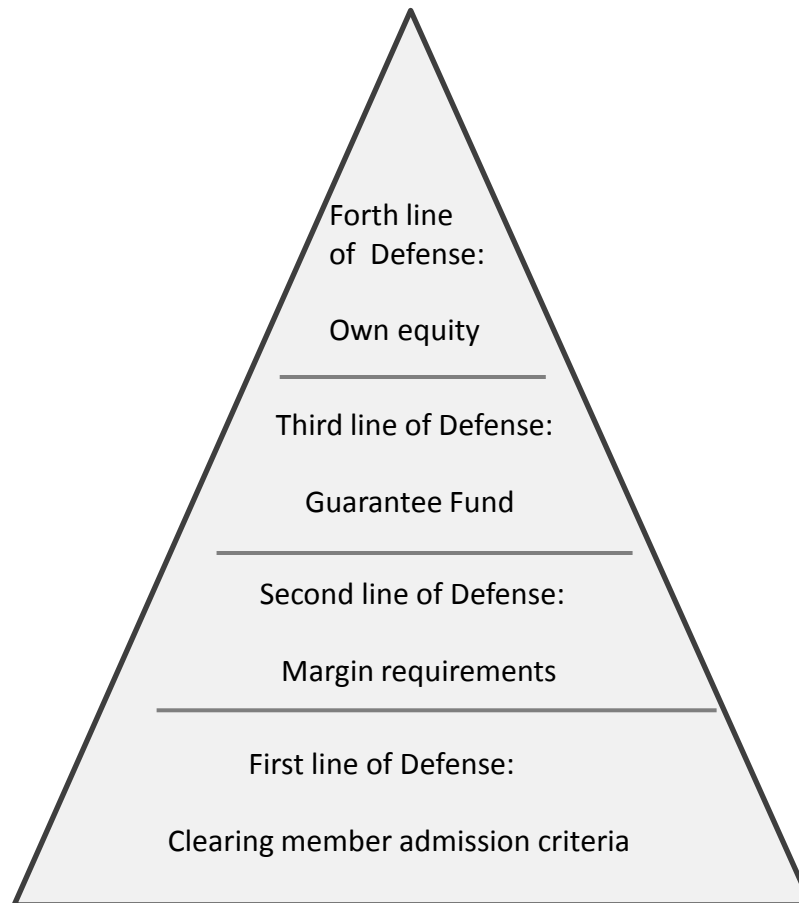 Forth line
of  Defense:
Own equity
Third line of Defense:
Guarantee Fund
Second line of Defense:
Margin requirements
First line of Defense:
Clearing member admission criteria